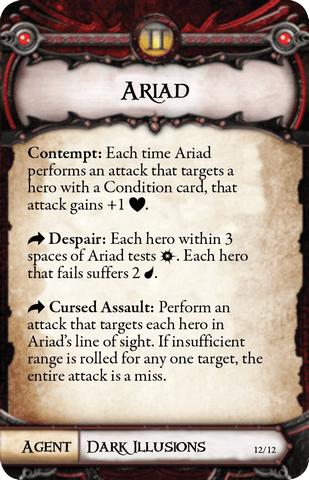 III
Ariad
Contempt: Each time Ariad
performs an attack that targets a
hero with a Condition card, that
attack gains +1 ♥.
Despair: Each hero within 3
spaces of Ariad tests. Each hero
that fails suffers 2.
Cursed Assault: Perform an
attack that targets each hero in
Ariad's line of sight. If insufficient
range is rolled for any one target, the
entire attack is a miss.
Agent Dark Illusions 12/12